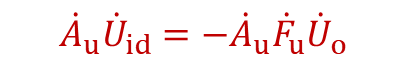 Ȧ_u U̇_id = −Ȧ_u Ḟ_u U̇_o